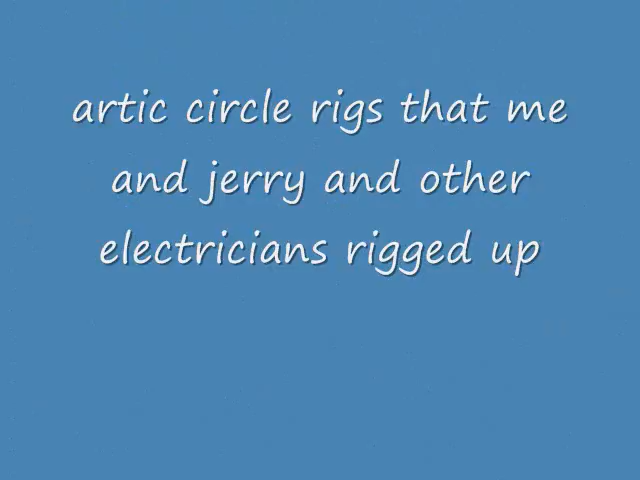 artic circle rigs that me
and jerry and other
electricians rigged up